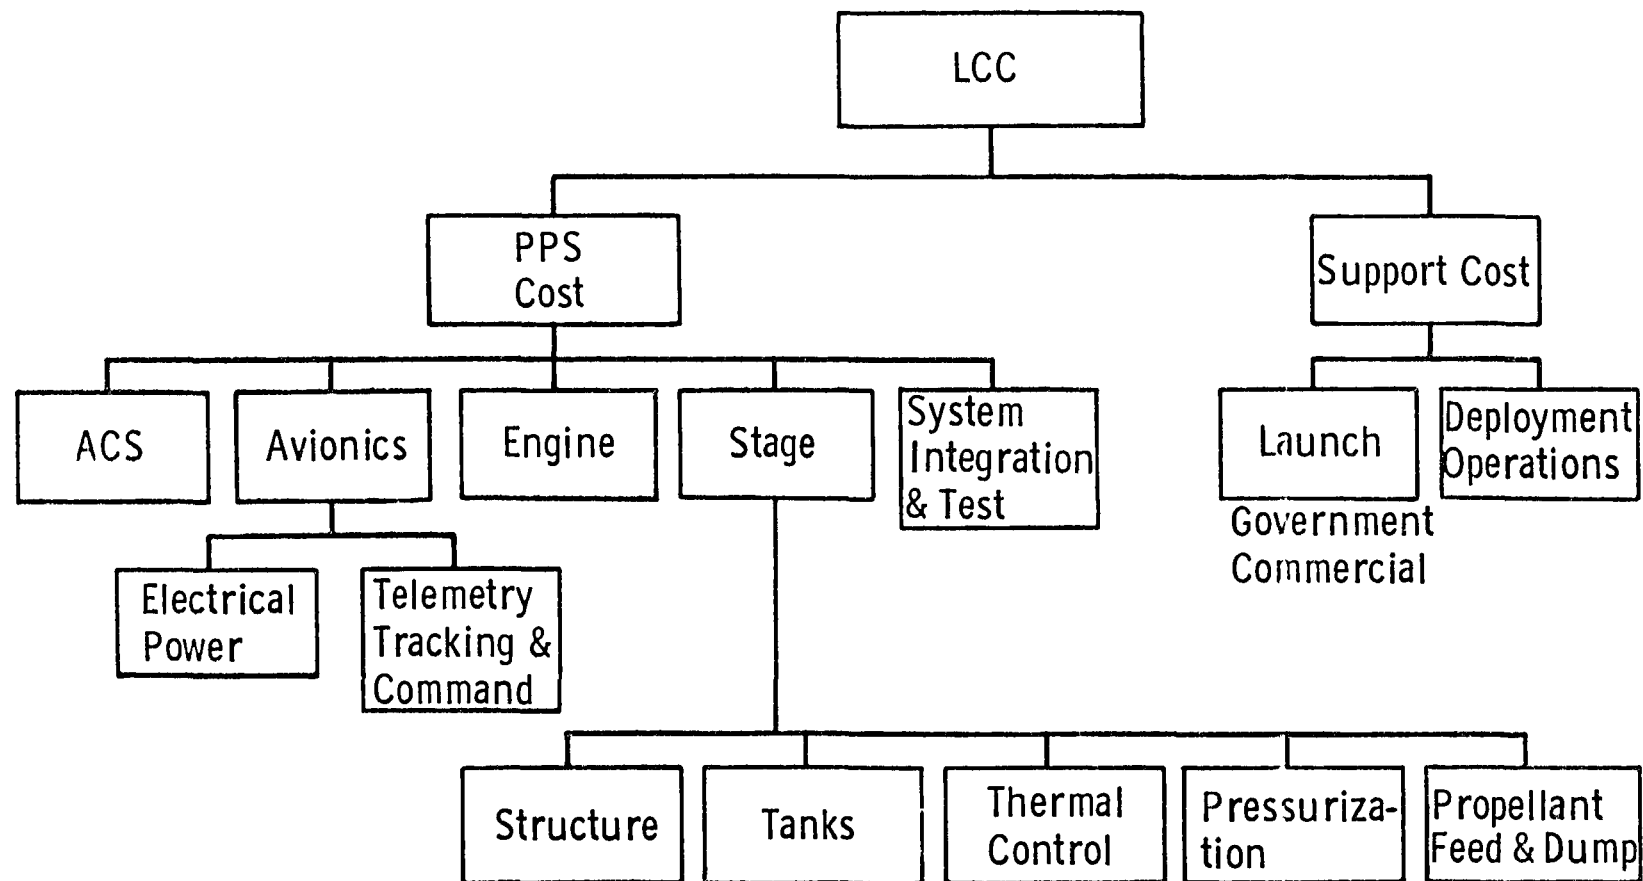 LCC
PPS
Cost
Support Cost
ACS
Avionics
Engine
Stage
System
Integration
& Test
Launch
Government
Commercial
Deployment
Operations
Electrical
Power
Telemetry
Tracking &
Command
Structure
Tanks
Thermal
Control
Pressuriza-
tion
Propellant
Feed & Dump